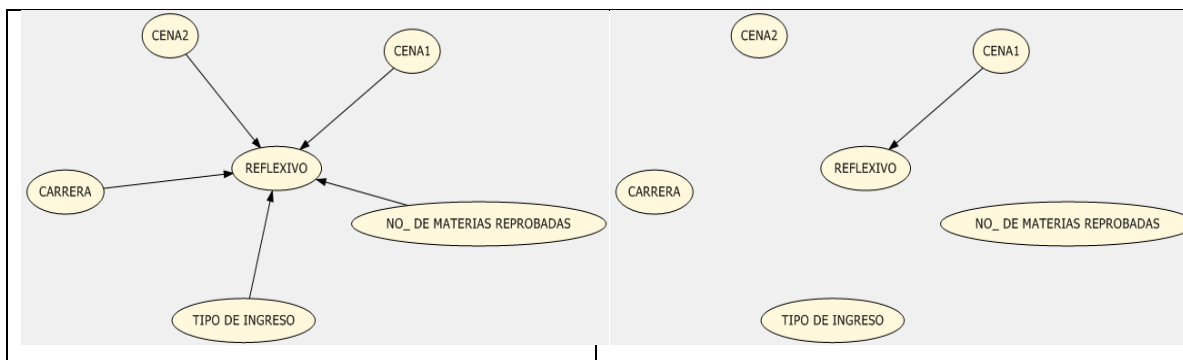 CENA2
CENA1
REFLEXIVO
CARRERA
NO_ DE MATERIAS REPROBADAS
TIPO DE INGRESO
CENA2
CENA1
REFLEXIVO
CARRERA
NO_ DE MATERIAS REPROBADAS
TIPO DE INGRESO